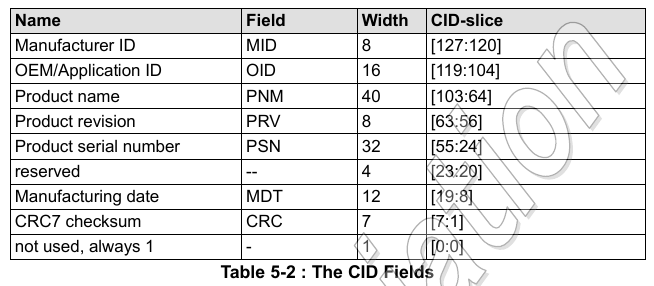 Name Field Width CID-slice
Manufacturer ID MID 8 [127:120]
OEM/Application ID OID 16 [119:104]
Product name PNM 40 [103:64]
Product revision PRV 8 [63:56]
Product serial number PSN 32 [55:24]
reserved -- 4 [23:20]
Manufacturing date MDT 12 [19:8]
CRC7 checksum CRC 7 [7:1]
not used, always 1 - 1 [0:0]
Table 5-2 : The CID Fields